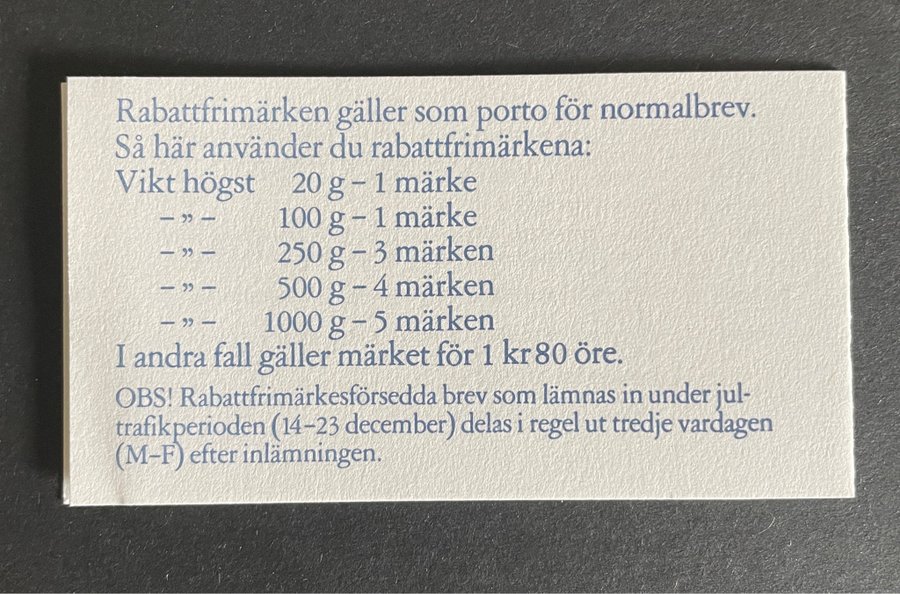 Rabattfrimärken gäller som porto för normalbrev.
Så här använder du rabattfrimärkena:
Vikt högst 20 g – 1 märke
– ” – 100 g – 1 märke
– ” – 250 g – 3 märken
– ” – 500 g – 4 märken
– ” – 1000 g – 5 märken
I andra fall gäller märket för 1 kr 80 öre.
OBS! Rabattfrimärkesförsedda brev som lämnas in under jul-
trafikperioden (14–23 december) delas i regel ut tredje vardagen
(M–F) efter inlämningen.